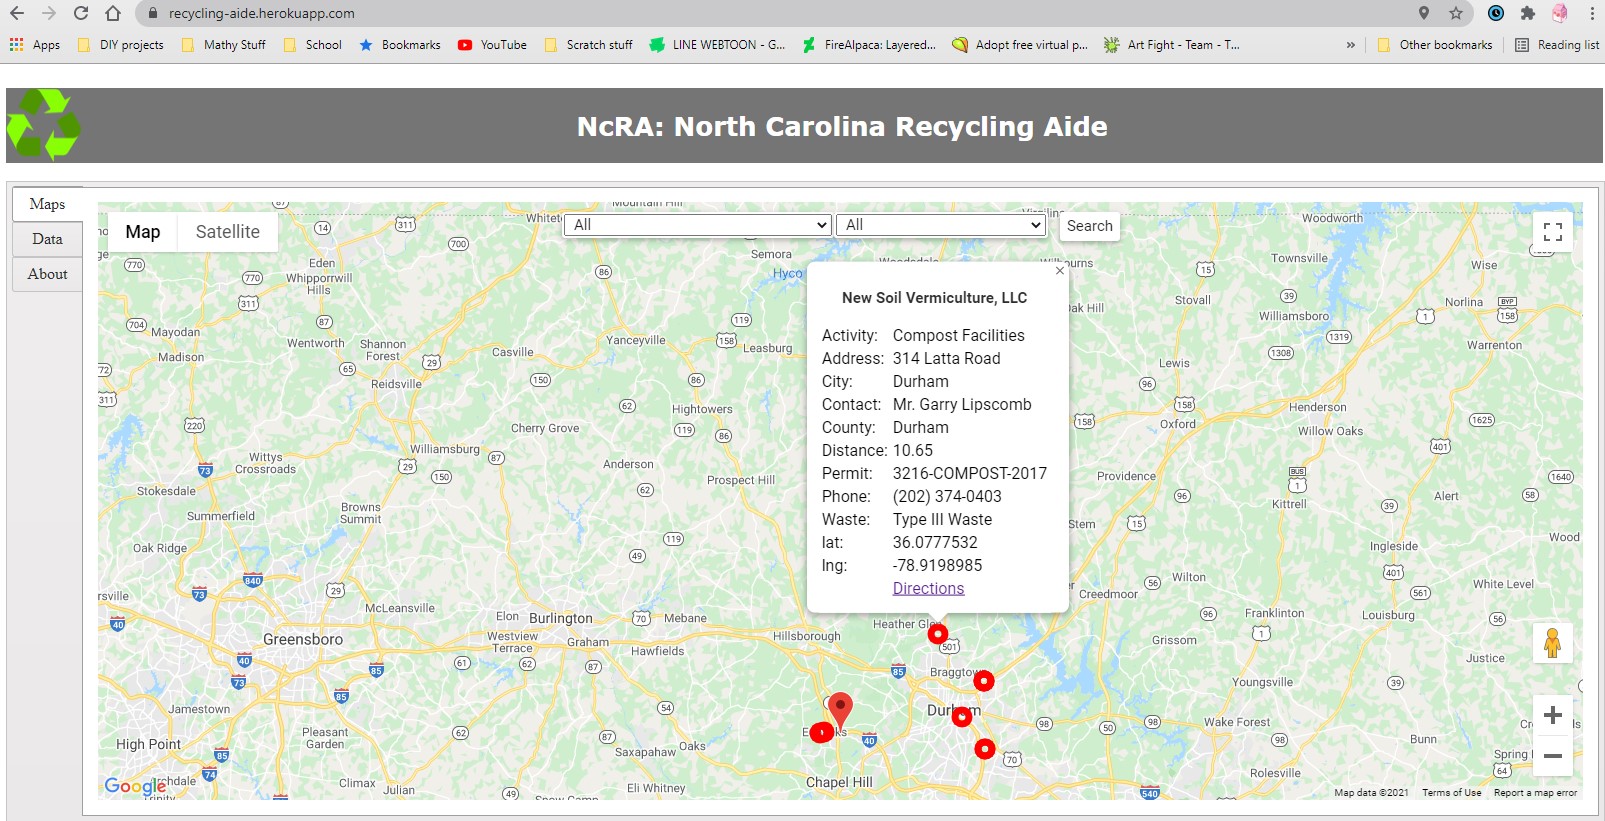 recycling-aide.herokuapp.com
Apps DIY projects Mathy Stuff School Bookmarks YouTube Scratch stuff LINE WEBTOON - G... FireAlpaca: Layered... Adopt free virtual p... Art Fight - Team - T... » Other bookmarks Reading list
NcRA: North Carolina Recycling Aide
Maps
Data
About
Map Satellite
All All Search
New Soil Vermiculture, LLC
Activity: Compost Facilities
Address: 314 Latta Road
City: Durham
Contact: Mr. Garry Lipscomb
County: Durham
Distance: 10.65
Permit: 3216-COMPOST-2017
Phone: (202) 374-0403
Waste: Type III Waste
lat: 36.0777532
lng: -78.9198985
Directions
Woodworth
Semora
Hyco
Townsville
Wise
Eden
Whipporrwill
Hills
Stovall
Norlina
Williamsboro
Oak Hill
Mayodan
Wentworth
Shannon
Forest
Casville
Yanceyville
Leasburg
Warrenton
Madison
Reidsville
Lewis
Hightowers
Henderson
Oxford
Willow Oaks
Cherry Grove
Williamsburg
Wittys
Crossroads
Anderson
Prospect Hill
Providence
Stokesdale
Summerfield
Browns
Summit
Kittrell
Alert
Stem
Oak Ridge
Ingleside
Wood
Wilton
White Level
Creedmoor
McLeansville
Elon
Burlington
Mebane
Heather Glen
Franklinton
Louisburg
Greensboro
Westview
Terrace
Graham
Haw​fields
Hillsborough
Grissom
Justice
Braggtown
Youngsville
Jamestown
Durham
Wake Forest
High Point
Pleasant
Garden
Saxapahaw
Oaks
Bunn
Spring
Rolesville
Climax
Julian
Eli Whitney
Chapel Hill
Snow Camp
Google
Map data ©2021 Terms of Use Report a map error